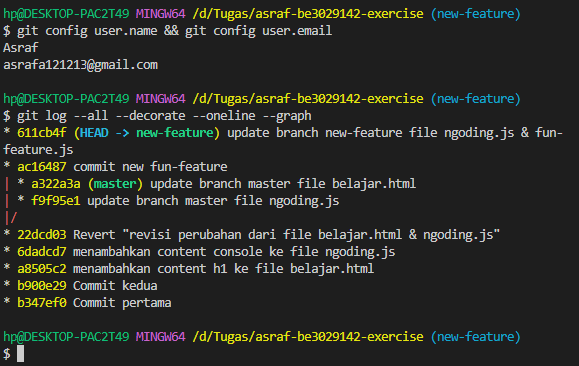 hp@DESKTOP-PAC2T49 MINGW64 /d/Tugas/asraf-be3029142-exercise (new-feature)
$ git config user.name && git config user.email
Asraf
asrafa121213@gmail.com

hp@DESKTOP-PAC2T49 MINGW64 /d/Tugas/asraf-be3029142-exercise (new-feature)
$ git log --all --decorate --oneline --graph
* 611cb4f (HEAD -> new-feature) update branch new-feature file ngoding.js & fun-
feature.js
* ac16487 commit new fun-feature
| * a322a3a (master) update branch master file belajar.html
| * f9f95e1 update branch master file ngoding.js
|/
* 22dcd03 Revert "revisi perubahan dari file belajar.html & ngoding.js"
* 6dadcd7 menambahkan content console ke file ngoding.js
* a8505c2 menambahkan content h1 ke file belajar.html
* b900e29 Commit kedua
* b347ef0 Commit pertama

hp@DESKTOP-PAC2T49 MINGW64 /d/Tugas/asraf-be3029142-exercise (new-feature)
$